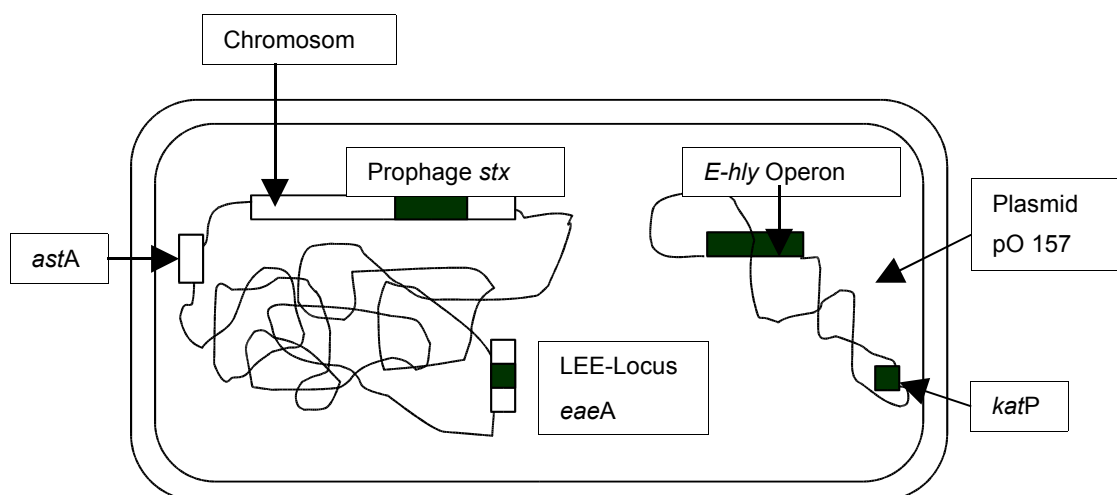 Chromosom
Prophage stx
E-hly Operon
Plasmid
pO 157
astA
LEE-Locus
eaeA
katP